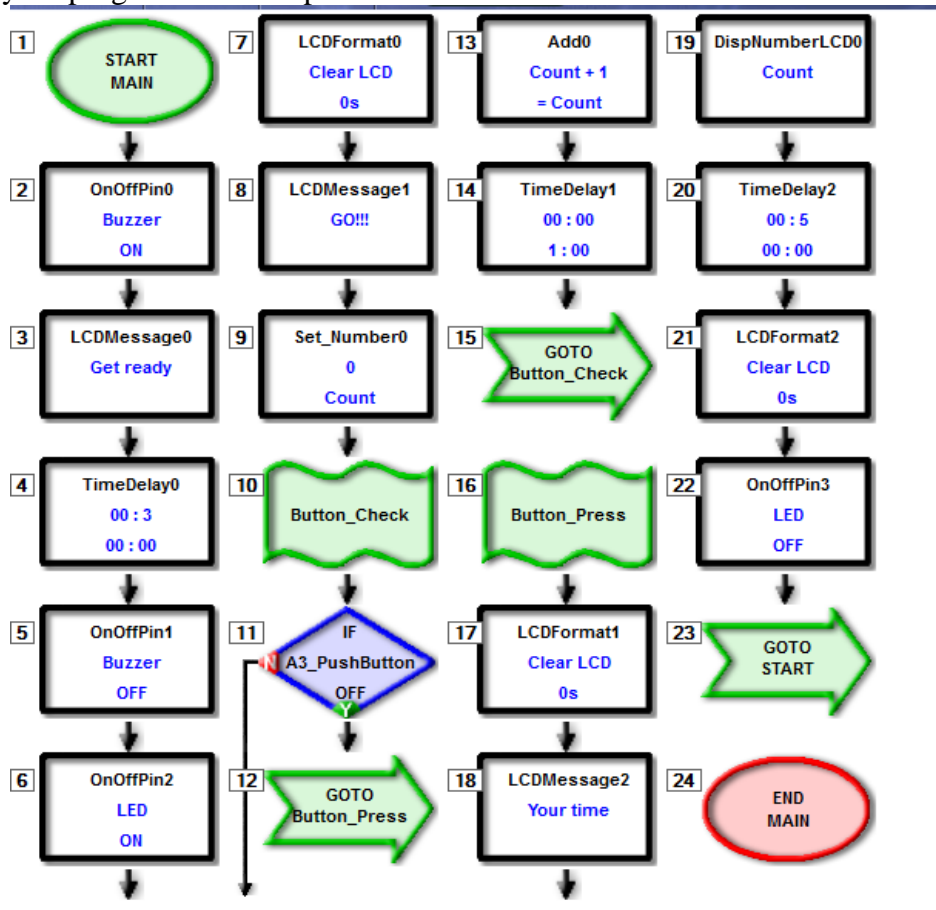 1
START
MAIN
2
OnOffPin0
Buzzer
ON
3
LCDMessage0
Get ready
4
TimeDelay0
00 : 3
00 : 00
5
OnOffPin1
Buzzer
OFF
6
OnOffPin2
LED
ON
7
LCDFormat0
Clear LCD
0s
8
LCDMessage1
GO!!!
9
Set_Number0
0
Count
10
Button_Check
11
IF
A3_PushButton
OFF
N
Y
12
GOTO
Button_Press
13
Add0
Count + 1
= Count
14
TimeDelay1
00 : 00
1 : 00
15
GOTO
Button_Check
16
Button_Press
17
LCDFormat1
Clear LCD
0s
18
LCDMessage2
Your time
19
DispNumberLCD0
Count
20
TimeDelay2
00 : 5
00 : 00
21
LCDFormat2
Clear LCD
0s
22
OnOffPin3
LED
OFF
23
GOTO
START
24
END
MAIN